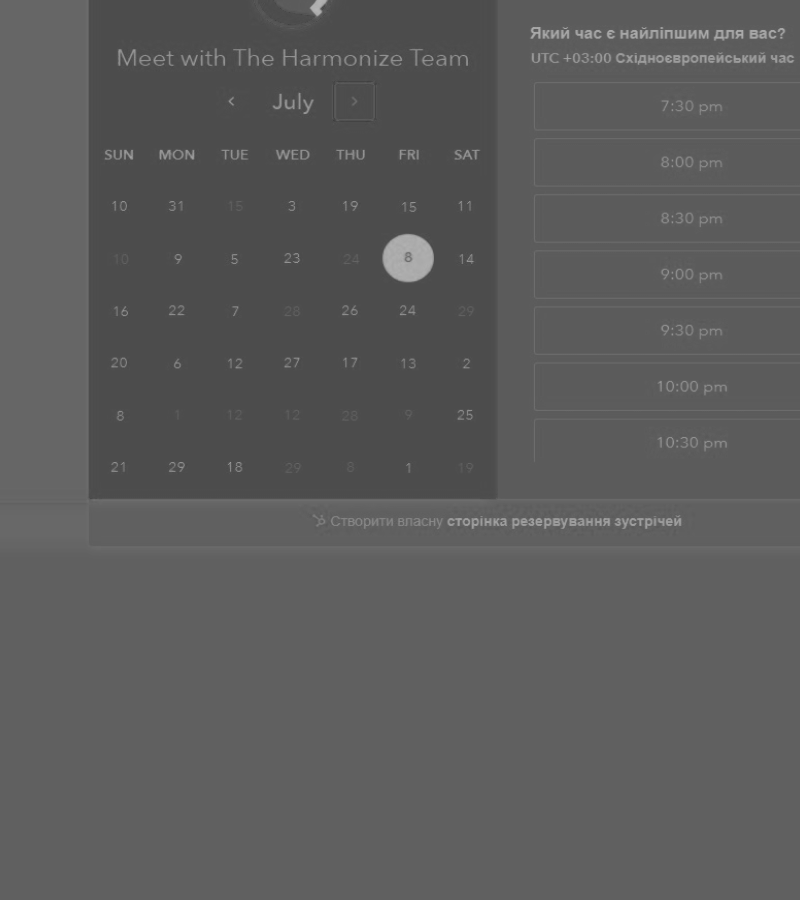 Meet with The Harmonize Team
July
SUN MON TUE WED THU FRI SAT
10 31 15 3 19 15 11
10 9 5 23 24 8 14
16 22 7 28 26 24 29
20 6 12 27 17 13 2
8 1 12 12 28 9 25
21 29 18 29 8 1 19
Який час є найліпшим для вас?
UTC +03:00 Східноєвропейський час
7:30 pm
8:00 pm
8:30 pm
9:00 pm
9:30 pm
10:00 pm
10:30 pm
Створити власну сторінка резервування зустрічей